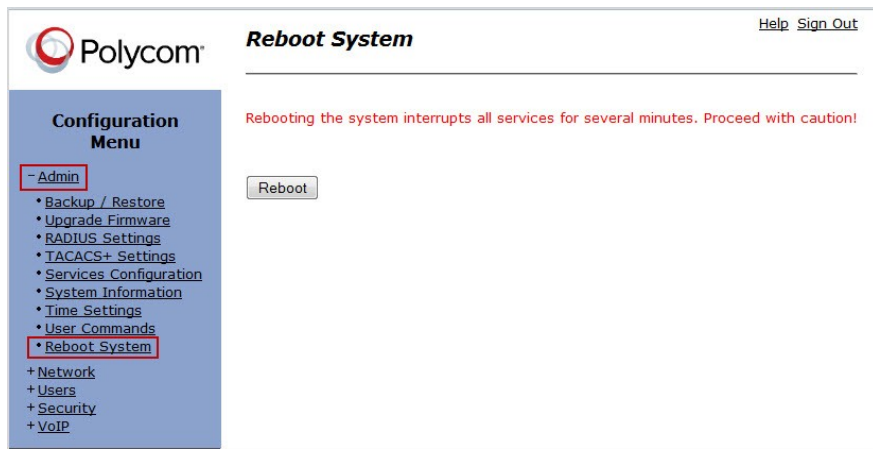 Polycom
Reboot System
Help Sign Out
Configuration
Menu
- Admin
• Backup / Restore
• Upgrade Firmware
• RADIUS Settings
• TACACS+ Settings
• Services Configuration
• System Information
• Time Settings
• User Commands
• Reboot System
+ Network
+ Users
+ Security
+ VoIP
Rebooting the system interrupts all services for several minutes. Proceed with caution!
Reboot